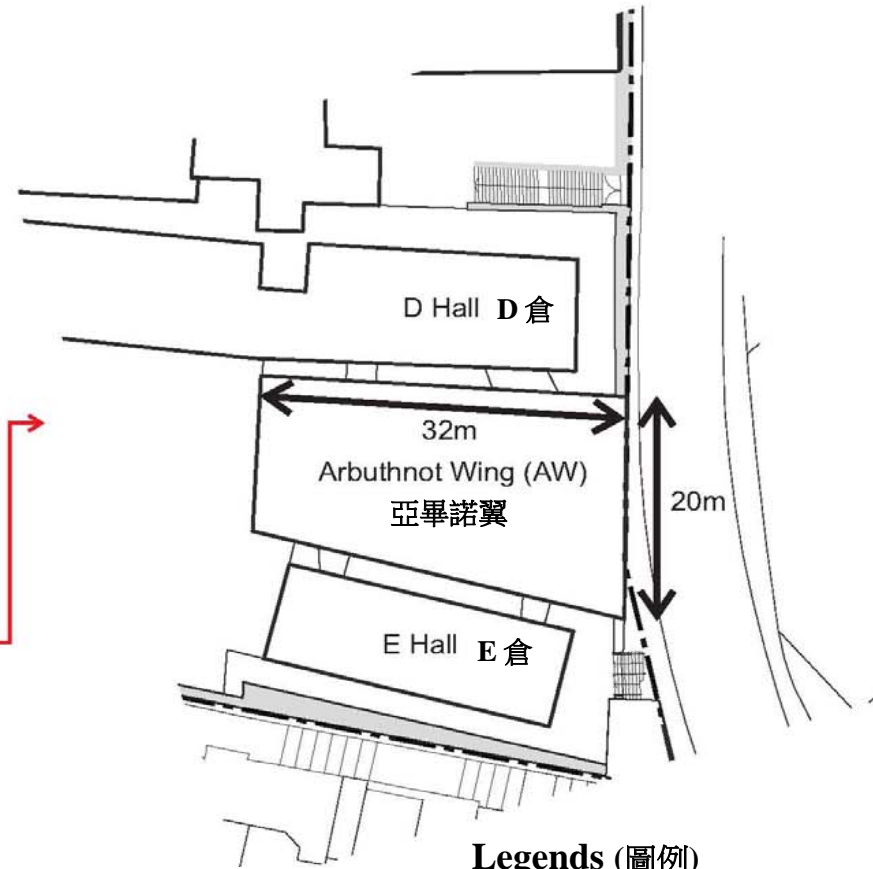 D Hall D 倉
32m
Arbuthnot Wing (AW)
亞畢諾翼
20m
E Hall E 倉
Legends (圖例)